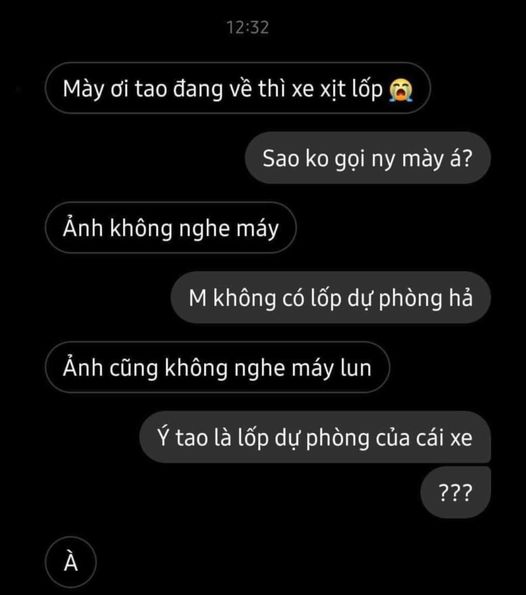 12:32
Mày ơi tao đang về thì xe xịt lốp 😭
Sao ko gọi ny mày á?
Ảnh không nghe máy
M không có lốp dự phòng hả
Ảnh cũng không nghe máy lun
Ý tao là lốp dự phòng của cái xe
???
À